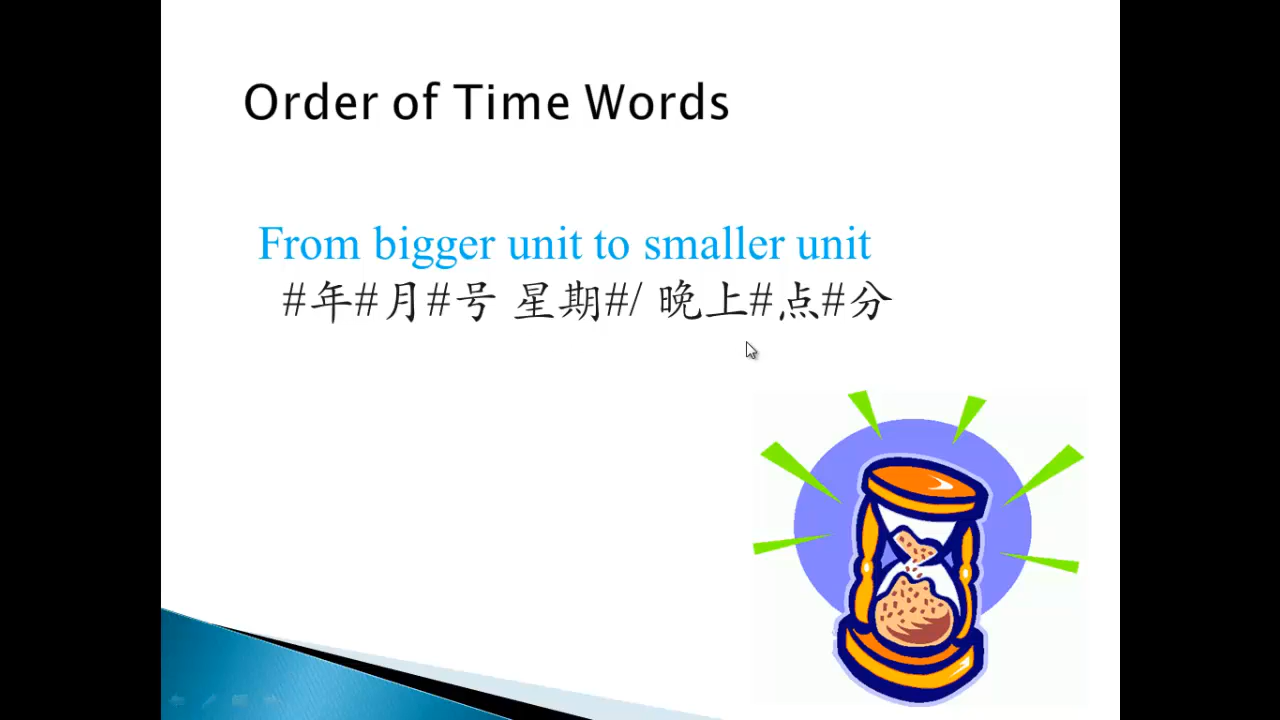 Order of Time Words
From bigger unit to smaller unit
#年#月#号 星期#/ 晚上#点#分